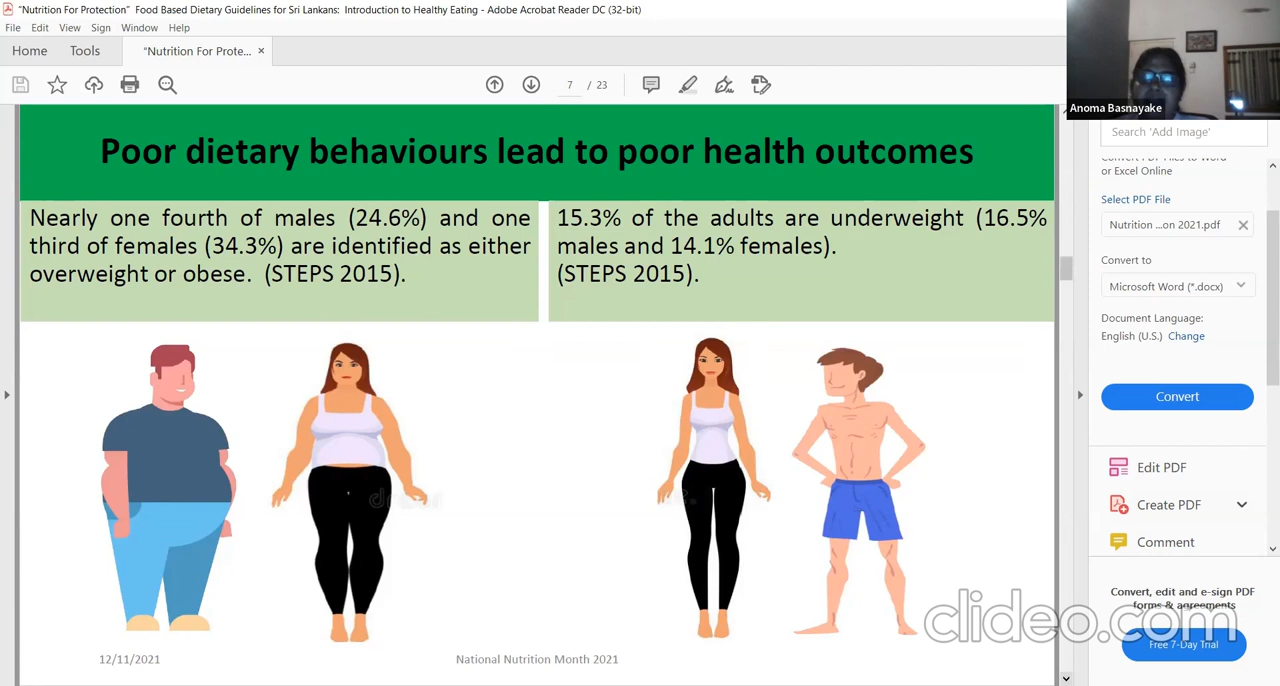 "Nutrition For Protection" Food Based Dietary Guidelines for Sri Lankans: Introduction to Healthy Eating - Adobe Acrobat Reader DC (32-bit)
File Edit View Sign Window Help
Home Tools "Nutrition For Prote... ×
7 / 23
Anoma Basnayake
Search 'Add Image'
Convert PDF Files to Word
or Excel Online
Select PDF File
Nutrition ...on 2021.pdf
Convert to
Microsoft Word (*.docx)
Document Language:
English (U.S.) Change
Convert
Edit PDF
Create PDF
Comment
Convert, edit and e-sign PDF
forms & agreements
Free 7-Day Trial
Poor dietary behaviours lead to poor health outcomes
Nearly one fourth of males (24.6%) and one
third of females (34.3%) are identified as either
overweight or obese. (STEPS 2015).
15.3% of the adults are underweight (16.5%
males and 14.1% females).
(STEPS 2015).
12/11/2021
National Nutrition Month 2021
clideo.com